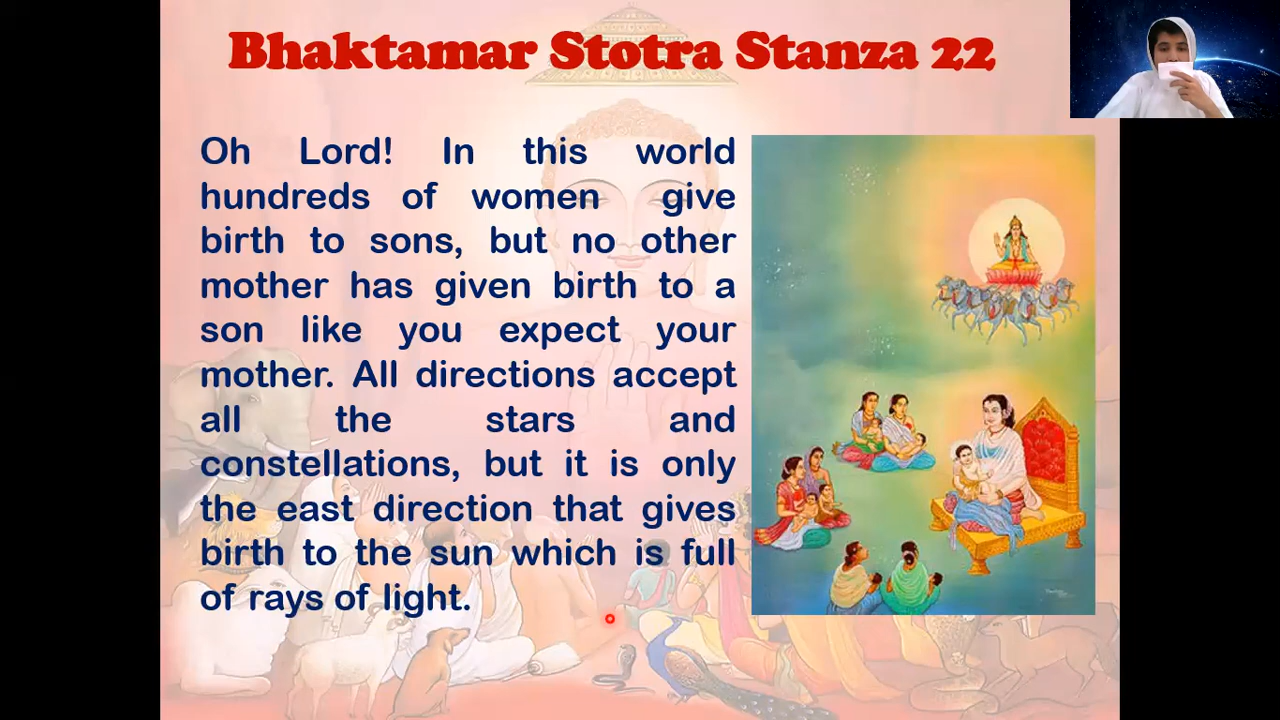 Bhaktamar Stotra Stanza 22
Oh Lord! In this world
hundreds of women give
birth to sons, but no other
mother has given birth to a
son like you expect your
mother. All directions accept
all the stars and
constellations, but it is only
the east direction that gives
birth to the sun which is full
of rays of light.